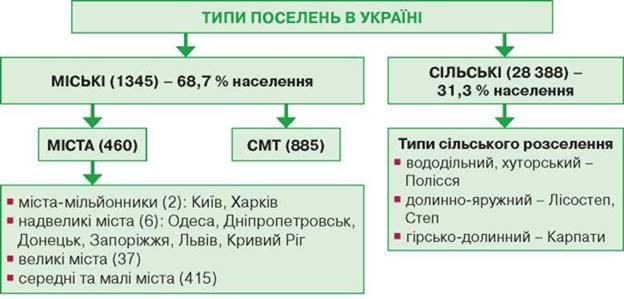 ТИПИ ПОСЕЛЕНЬ В УКРАЇНІ
МІСЬКІ (1345) – 68,7 % населення
СІЛЬСЬКІ (28 388) –
31,3 % населення
МІСТА (460)
СМТ (885)
міста-мільйонники (2): Київ, Харків
надвеликі міста (6): Одеса, Дніпропетровськ,
Донецьк, Запоріжжя, Львів, Кривий Ріг
великі міста (37)
середні та малі міста (415)
Типи сільського розселення
вододільний, хуторський –
Полісся
долинно-яружний – Лісостеп,
Степ
гірсько-долинний – Карпати